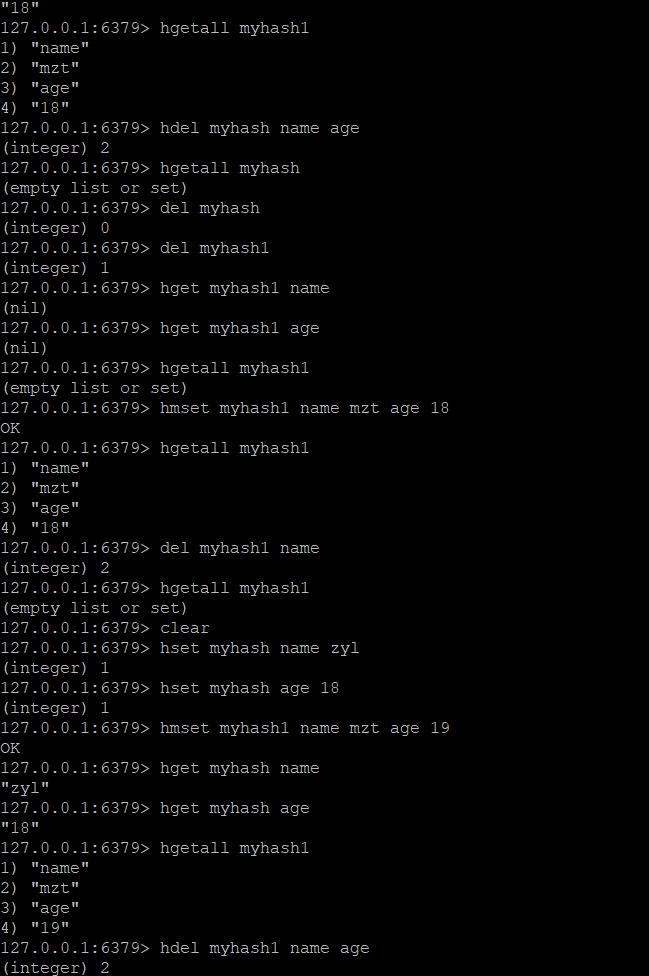 "18"
127.0.0.1:6379> hgetall myhash1
1) "name"
2) "mzt"
3) "age"
4) "18"
127.0.0.1:6379> hdel myhash name age
(integer) 2
127.0.0.1:6379> hgetall myhash
(empty list or set)
127.0.0.1:6379> del myhash
(integer) 0
127.0.0.1:6379> del myhash1
(integer) 1
127.0.0.1:6379> hget myhash1 name
(nil)
127.0.0.1:6379> hget myhash1 age
(nil)
127.0.0.1:6379> hgetall myhash1
(empty list or set)
127.0.0.1:6379> hmset myhash1 name mzt age 18
OK
127.0.0.1:6379> hgetall myhash1
1) "name"
2) "mzt"
3) "age"
4) "18"
127.0.0.1:6379> del myhash1 name
(integer) 2
127.0.0.1:6379> hgetall myhash1
(empty list or set)
127.0.0.1:6379> clear
127.0.0.1:6379> hset myhash name zyl
(integer) 1
127.0.0.1:6379> hset myhash age 18
(integer) 1
127.0.0.1:6379> hmset myhash1 name mzt age 19
OK
127.0.0.1:6379> hget myhash name
"zyl"
127.0.0.1:6379> hget myhash age
"18"
127.0.0.1:6379> hgetall myhash1
1) "name"
2) "mzt"
3) "age"
4) "19"
127.0.0.1:6379> hdel myhash1 name age
(integer) 2